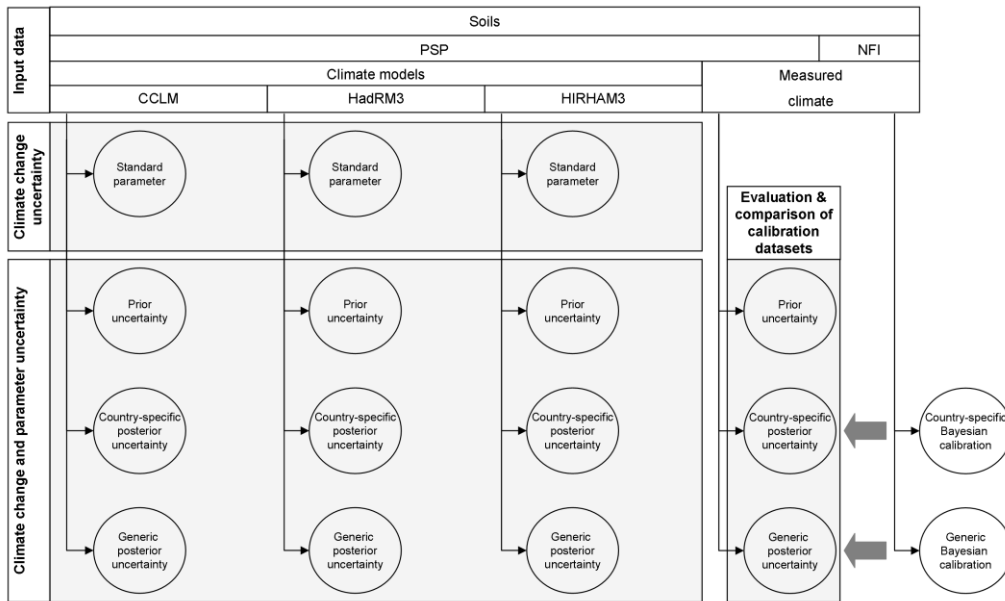 Input data
Soils
PSP
NFI
Climate models
Measured
climate
CCLM
HadRM3
HIRHAM3
Climate change
uncertainty
Standard
parameter
Standard
parameter
Standard
parameter
Evaluation &
comparison of
calibration
datasets
Climate change and parameter uncertainty
Prior
uncertainty
Prior
uncertainty
Prior
uncertainty
Prior
uncertainty
Country-specific
posterior
uncertainty
Country-specific
posterior
uncertainty
Country-specific
posterior
uncertainty
Country-specific
posterior
uncertainty
Country-specific
Bayesian
calibration
Generic
posterior
uncertainty
Generic
posterior
uncertainty
Generic
posterior
uncertainty
Generic
posterior
uncertainty
Generic
Bayesian
calibration